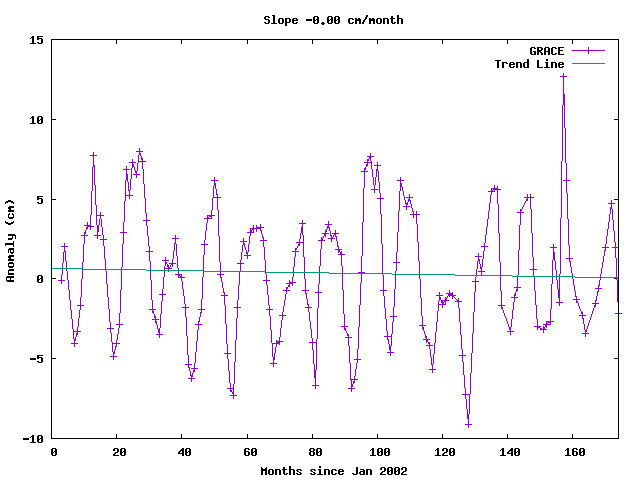 Slope -0.00 cm/month
GRACE
Trend Line
15
10
5
0
-5
-10
Anomaly (cm)
0 20 40 60 80 100 120 140 160
Months since Jan 2002